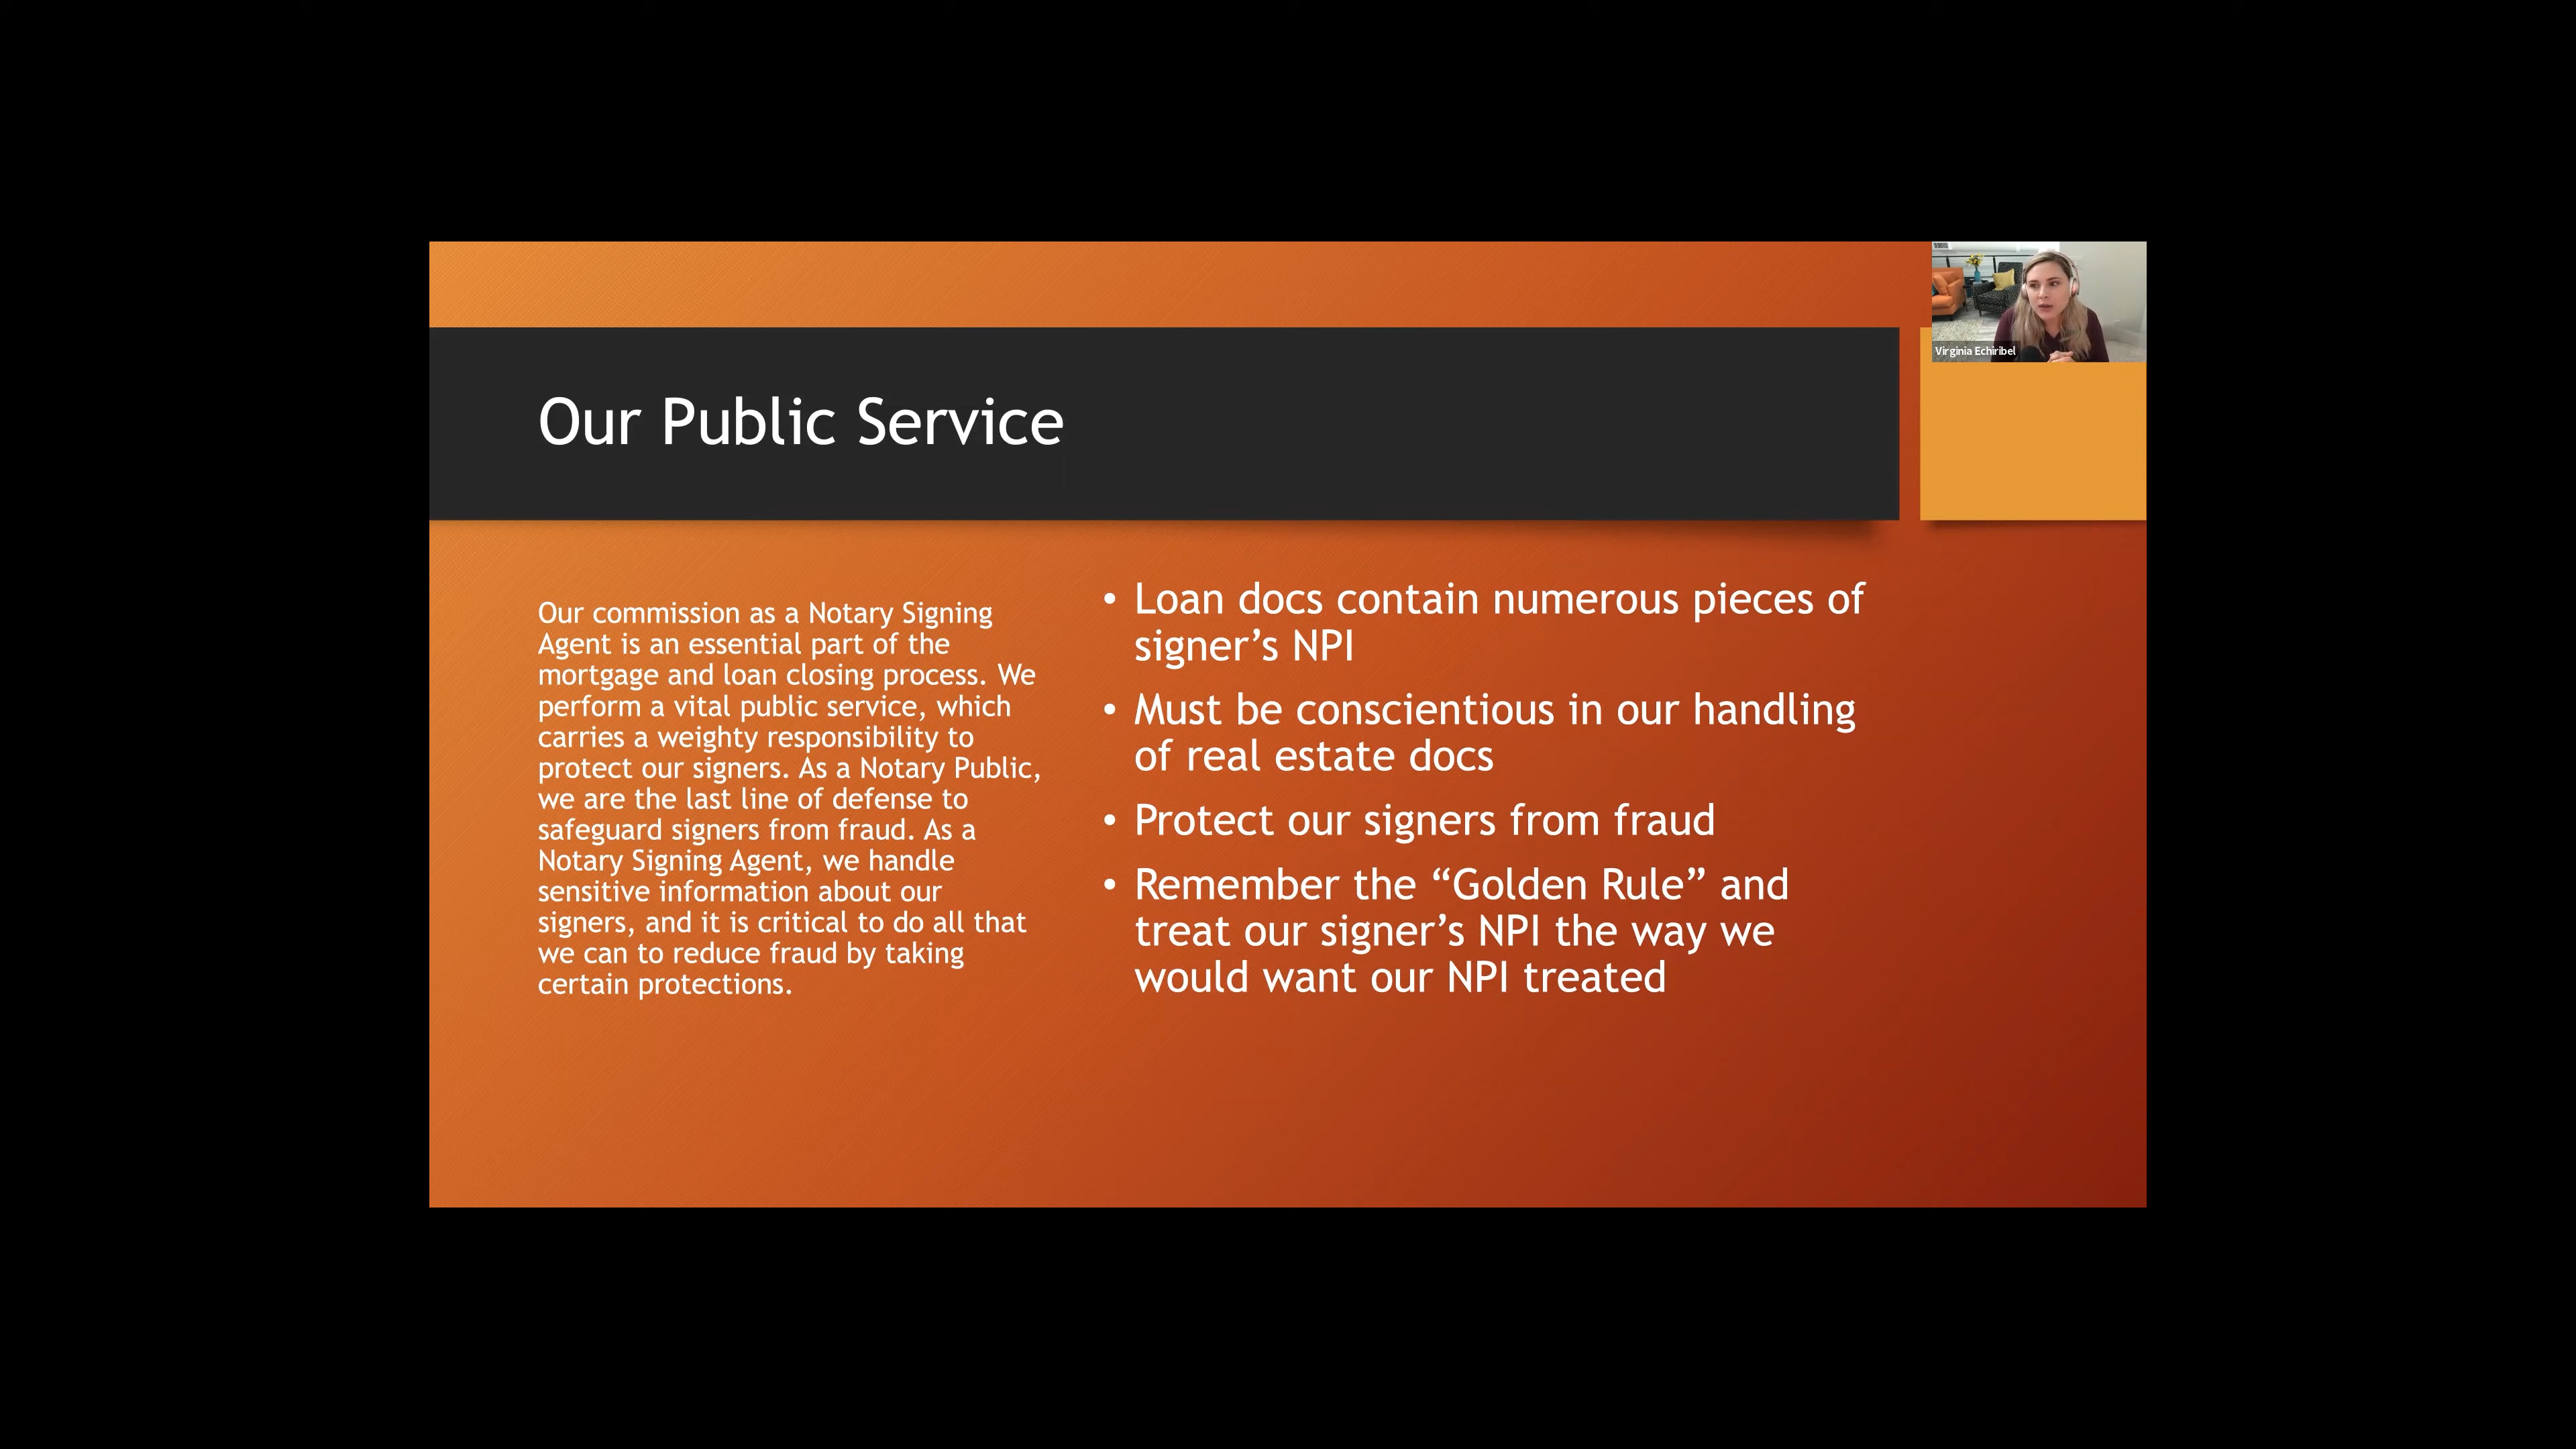 Virginia Echiribel
Our Public Service
Our commission as a Notary Signing
Agent is an essential part of the
mortgage and loan closing process. We
perform a vital public service, which
carries a weighty responsibility to
protect our signers. As a Notary Public,
we are the last line of defense to
safeguard signers from fraud. As a
Notary Signing Agent, we handle
sensitive information about our
signers, and it is critical to do all that
we can to reduce fraud by taking
certain protections.
• Loan docs contain numerous pieces of
signer’s NPI
• Must be conscientious in our handling
of real estate docs
• Protect our signers from fraud
• Remember the “Golden Rule” and
treat our signer’s NPI the way we
would want our NPI treated